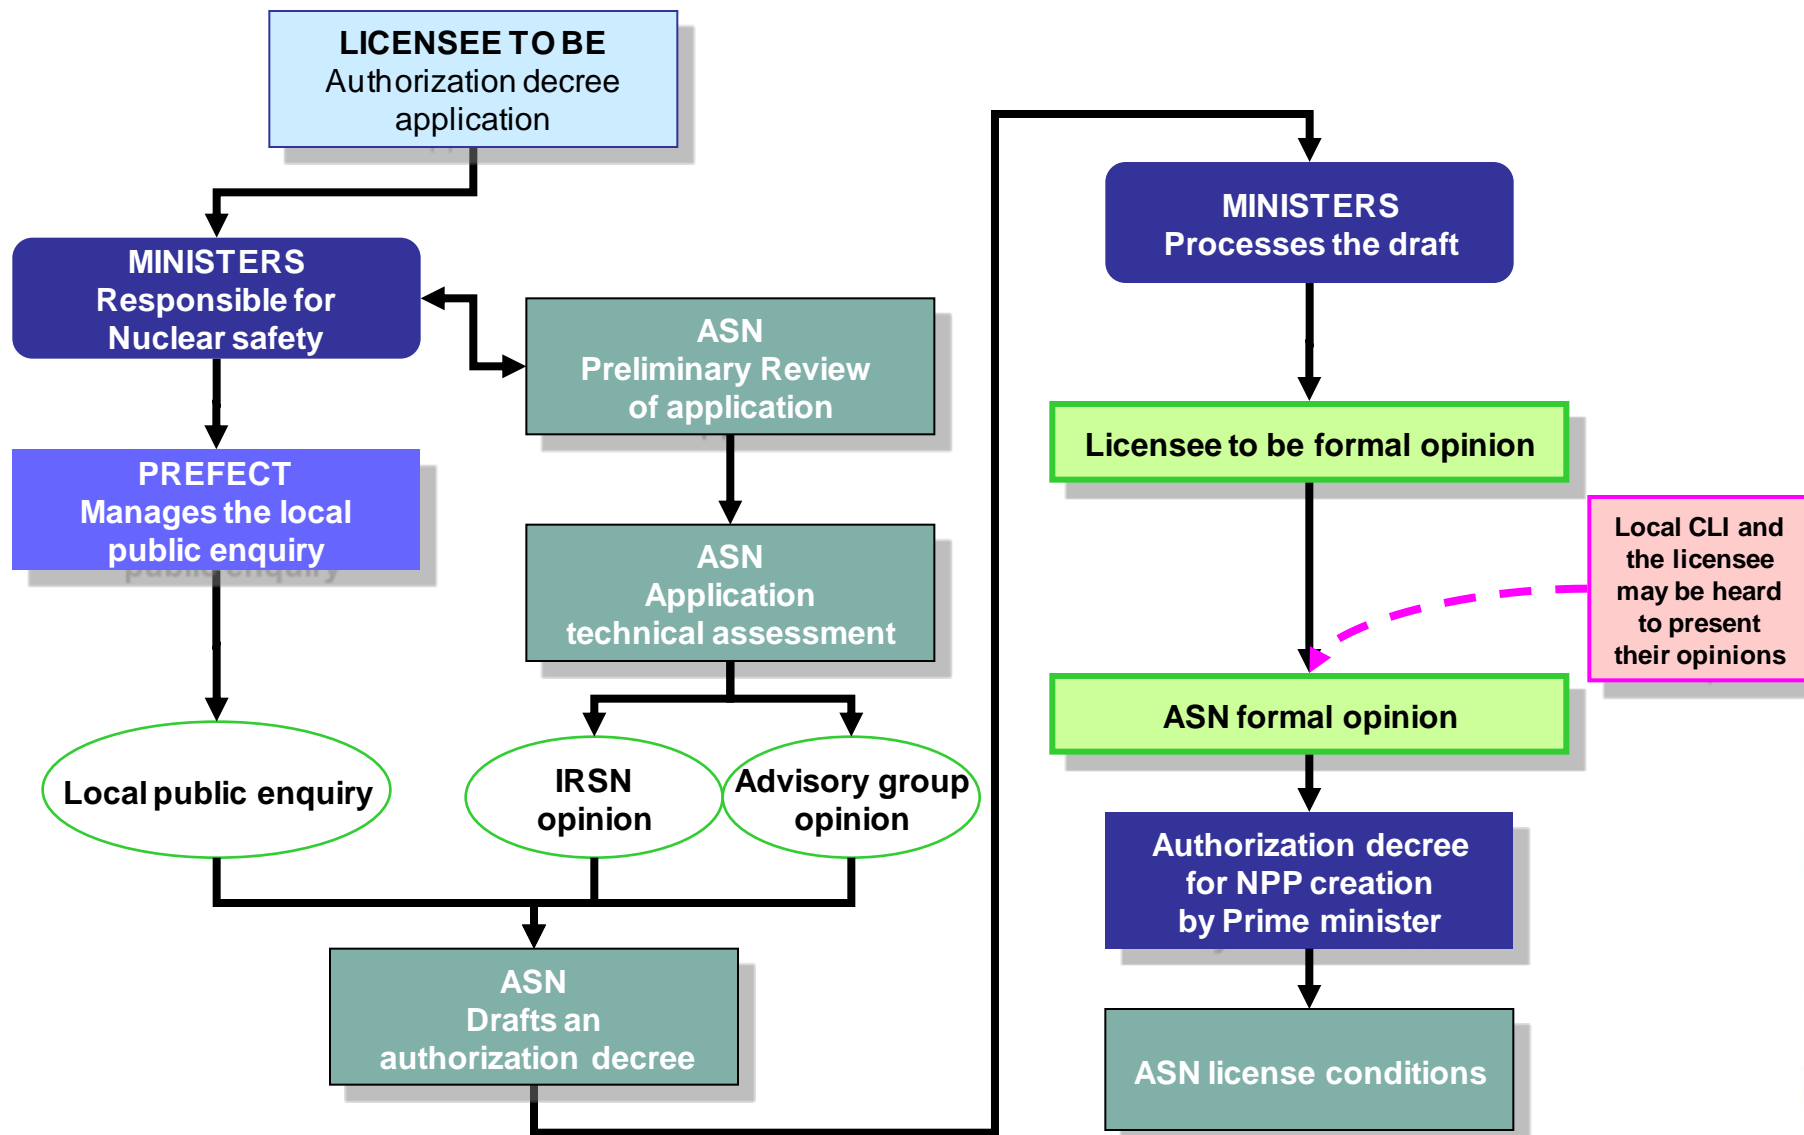 LICENSEE TO BE
Authorization decree
application
MINISTERS
Responsible for
Nuclear safety
ASN
Preliminary Review
of application
PREFECT
Manages the local
public enquiry
ASN
Application
technical assessment
Local public enquiry
IRSN
opinion
Advisory group
opinion
ASN
Drafts an
authorization decree
MINISTERS
Processes the draft
Licensee to be formal opinion
Local CLI and
the licensee
may be heard
to present
their opinions
ASN formal opinion
Authorization decree
for NPP creation
by Prime minister
ASN license conditions